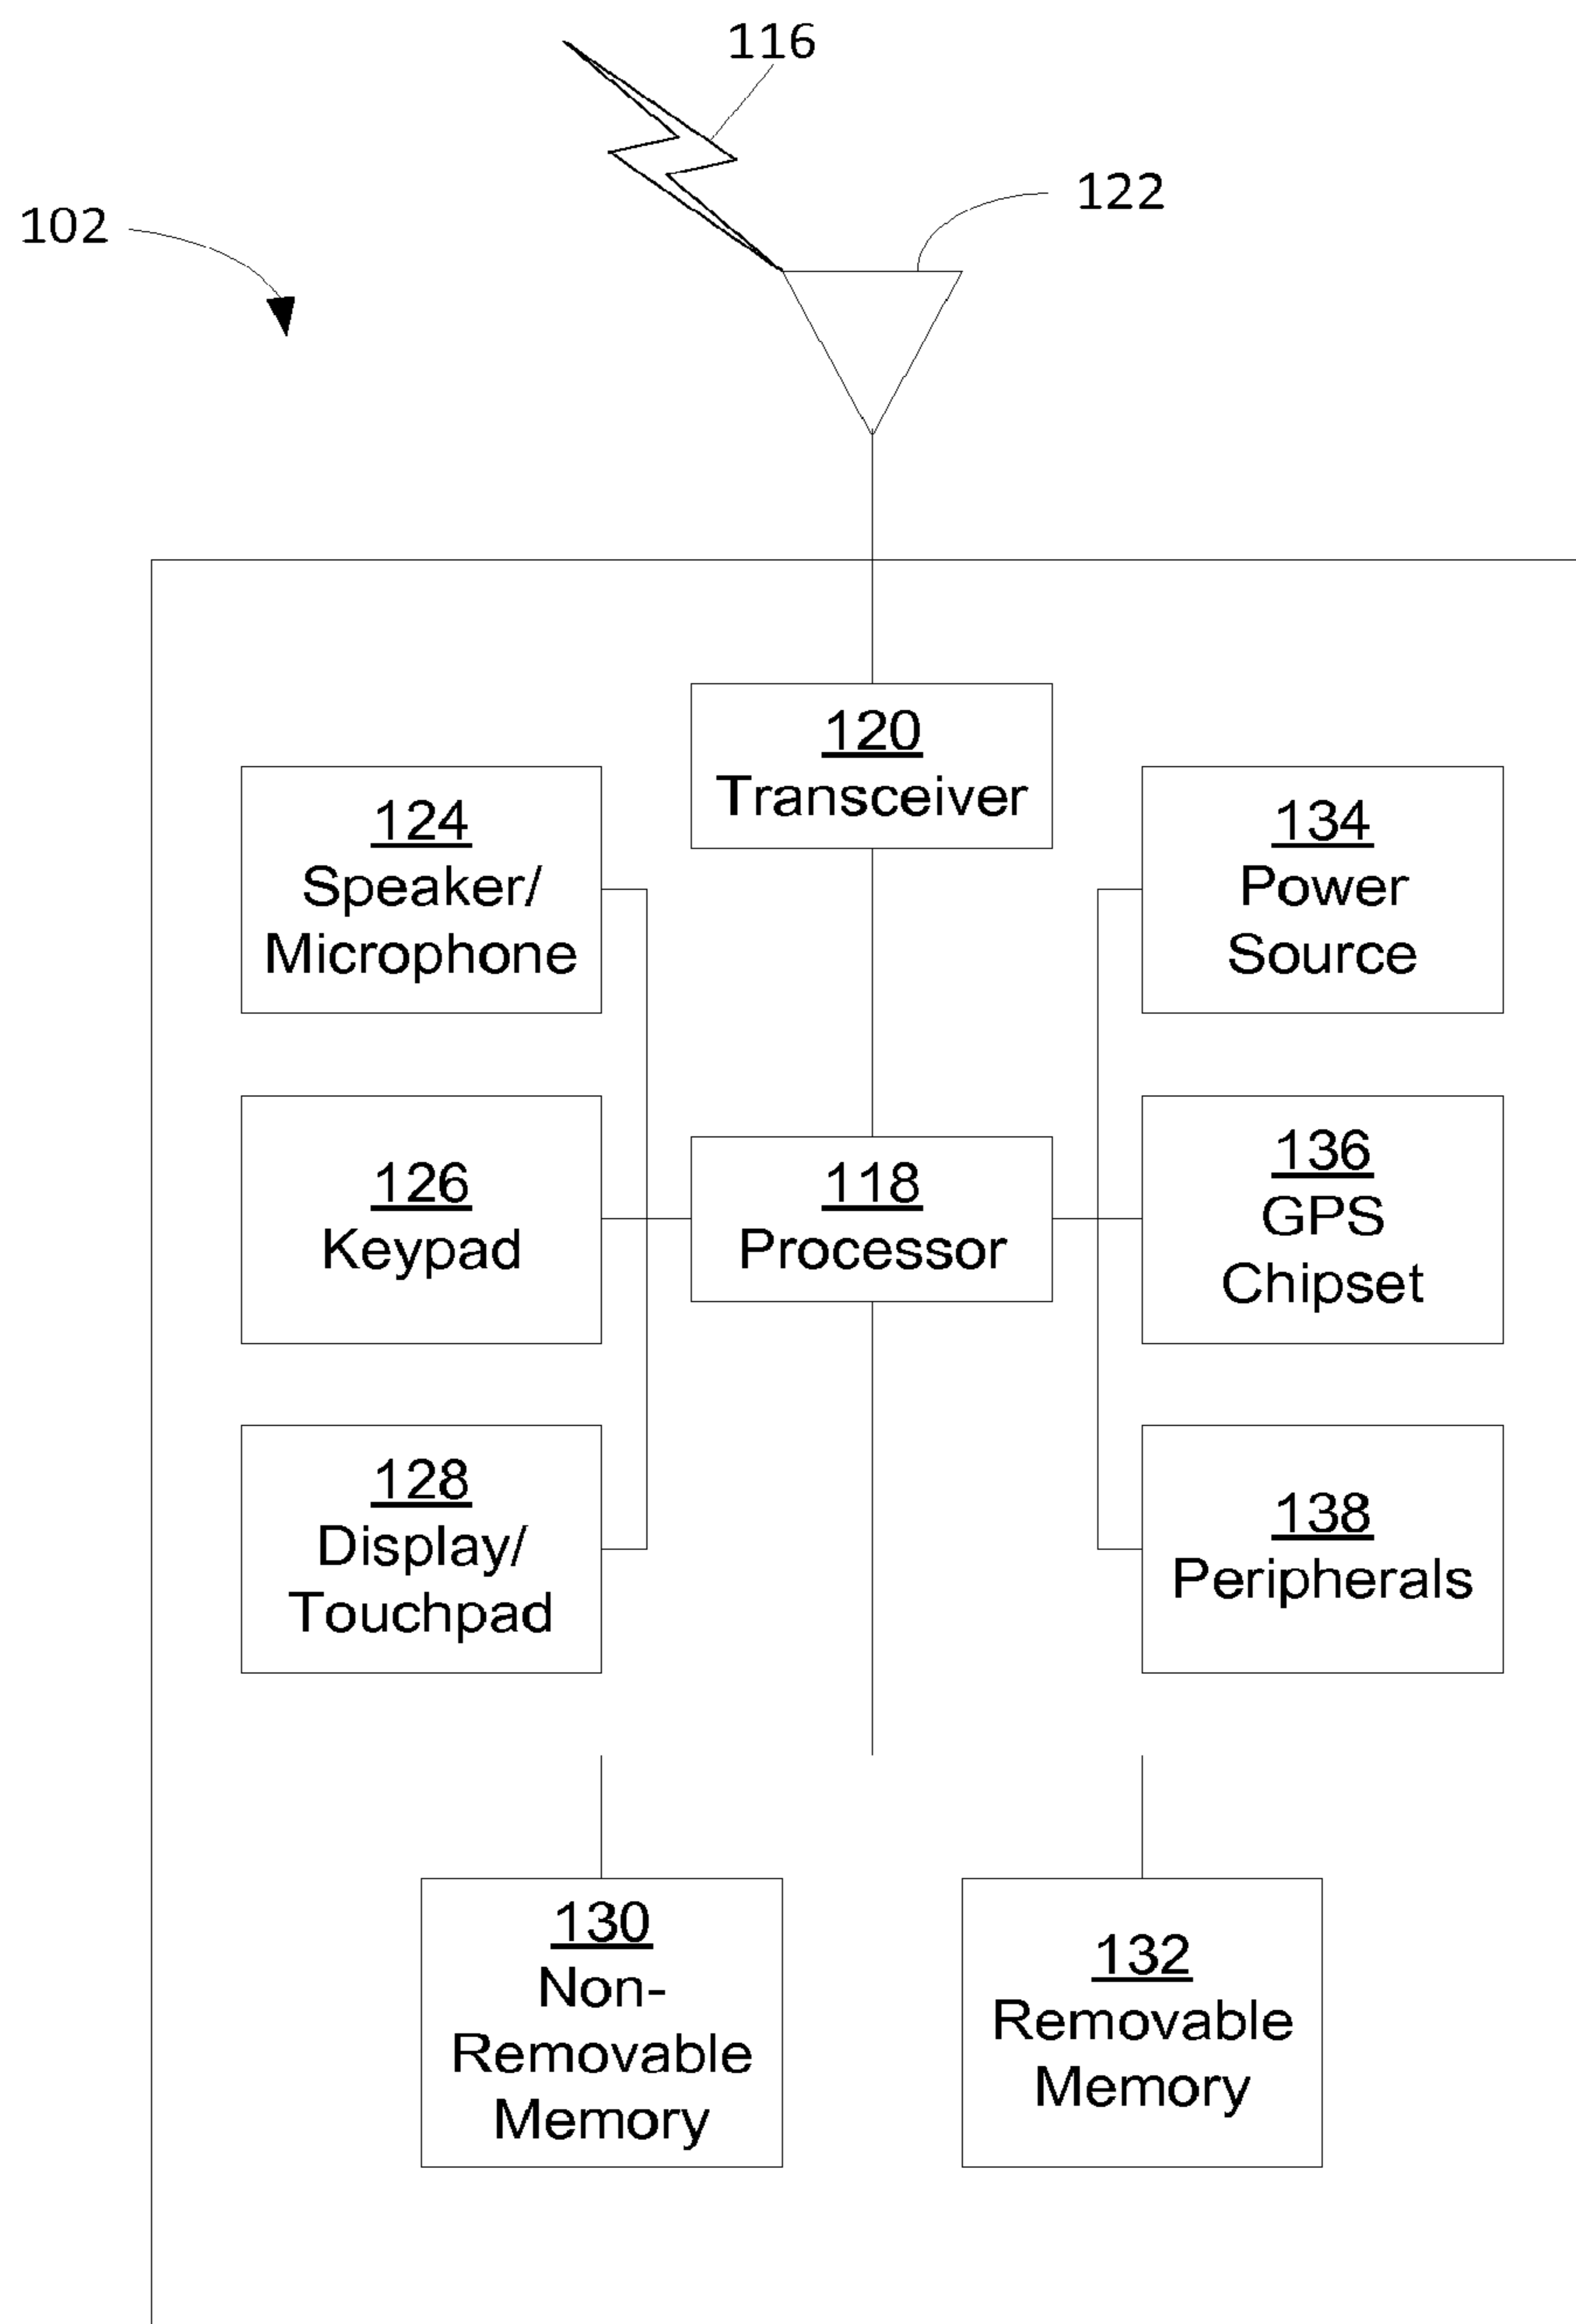 116
122
102
120
Transceiver
124
Speaker/
Microphone
134
Power
Source
126
Keypad
118
Processor
136
GPS
Chipset
128
Display/
Touchpad
138
Peripherals
130
Non-
Removable
Memory
132
Removable
Memory